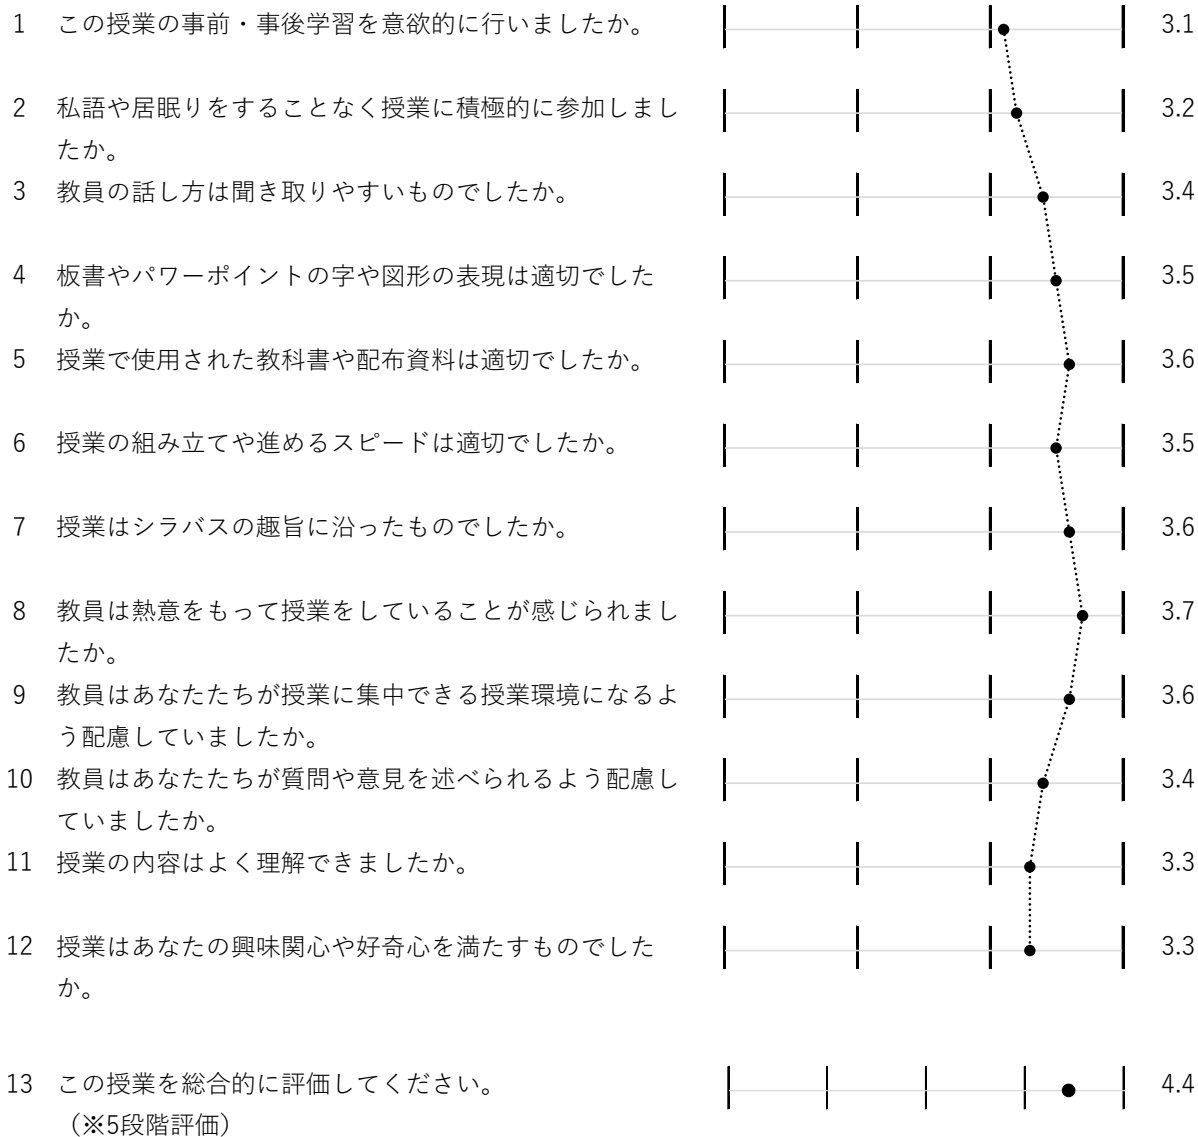 1 この授業の事前・事後学習を意欲的に行いましたか。 3.1
2 私語や居眠りをすることなく授業に積極的に参加しまし 3.2
たか。
3 教員の話し方は聞き取りやすいものでしたか。 3.4
4 板書やパワーポイントの字や図形の表現は適切でした 3.5
か。
5 授業で使用された教科書や配布資料は適切でしたか。 3.6
6 授業の組み立てや進めるスピードは適切でしたか。 3.5
7 授業はシラバスの趣旨に沿ったものでしたか。 3.6
8 教員は熱意をもって授業をしていることが感じられまし 3.7
たか。
9 教員はあなたたちが授業に集中できる授業環境になるよ 3.6
う配慮していましたか。
10 教員はあなたたちが質問や意見を述べられるよう配慮し 3.4
ていましたか。
11 授業の内容はよく理解できましたか。 3.3
12 授業はあなたの興味関心や好奇心を満たすものでした 3.3
か。
13 この授業を総合的に評価してください。 4.4
（※5段階評価）